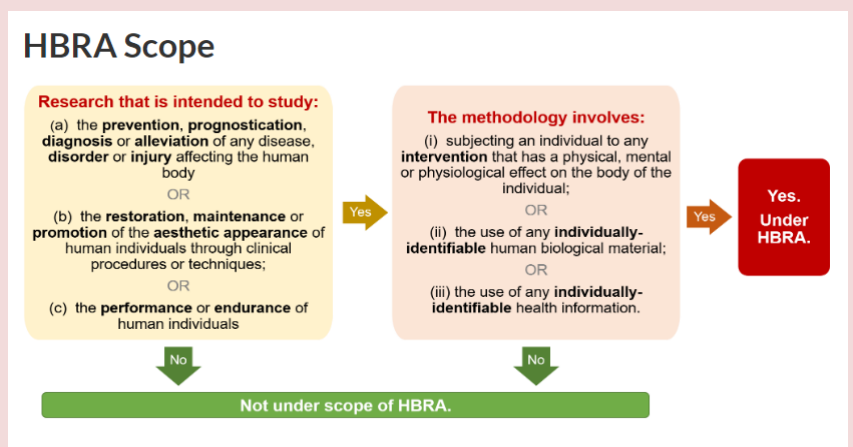 HBRA Scope
Research that is intended to study:
(a) the prevention, prognostication,
diagnosis or alleviation of any disease,
disorder or injury affecting the human
body
OR
(b) the restoration, maintenance or
promotion of the aesthetic appearance of
human individuals through clinical
procedures or techniques;
OR
(c) the performance or endurance of
human individuals
Yes
The methodology involves:
(i) subjecting an individual to any
intervention that has a physical, mental
or physiological effect on the body of the
individual;
OR
(ii) the use of any individually-
identifiable human biological material;
OR
(iii) the use of any individually-
identifiable health information.
Yes
Yes.
Under
HBRA.
No
No
Not under scope of HBRA.